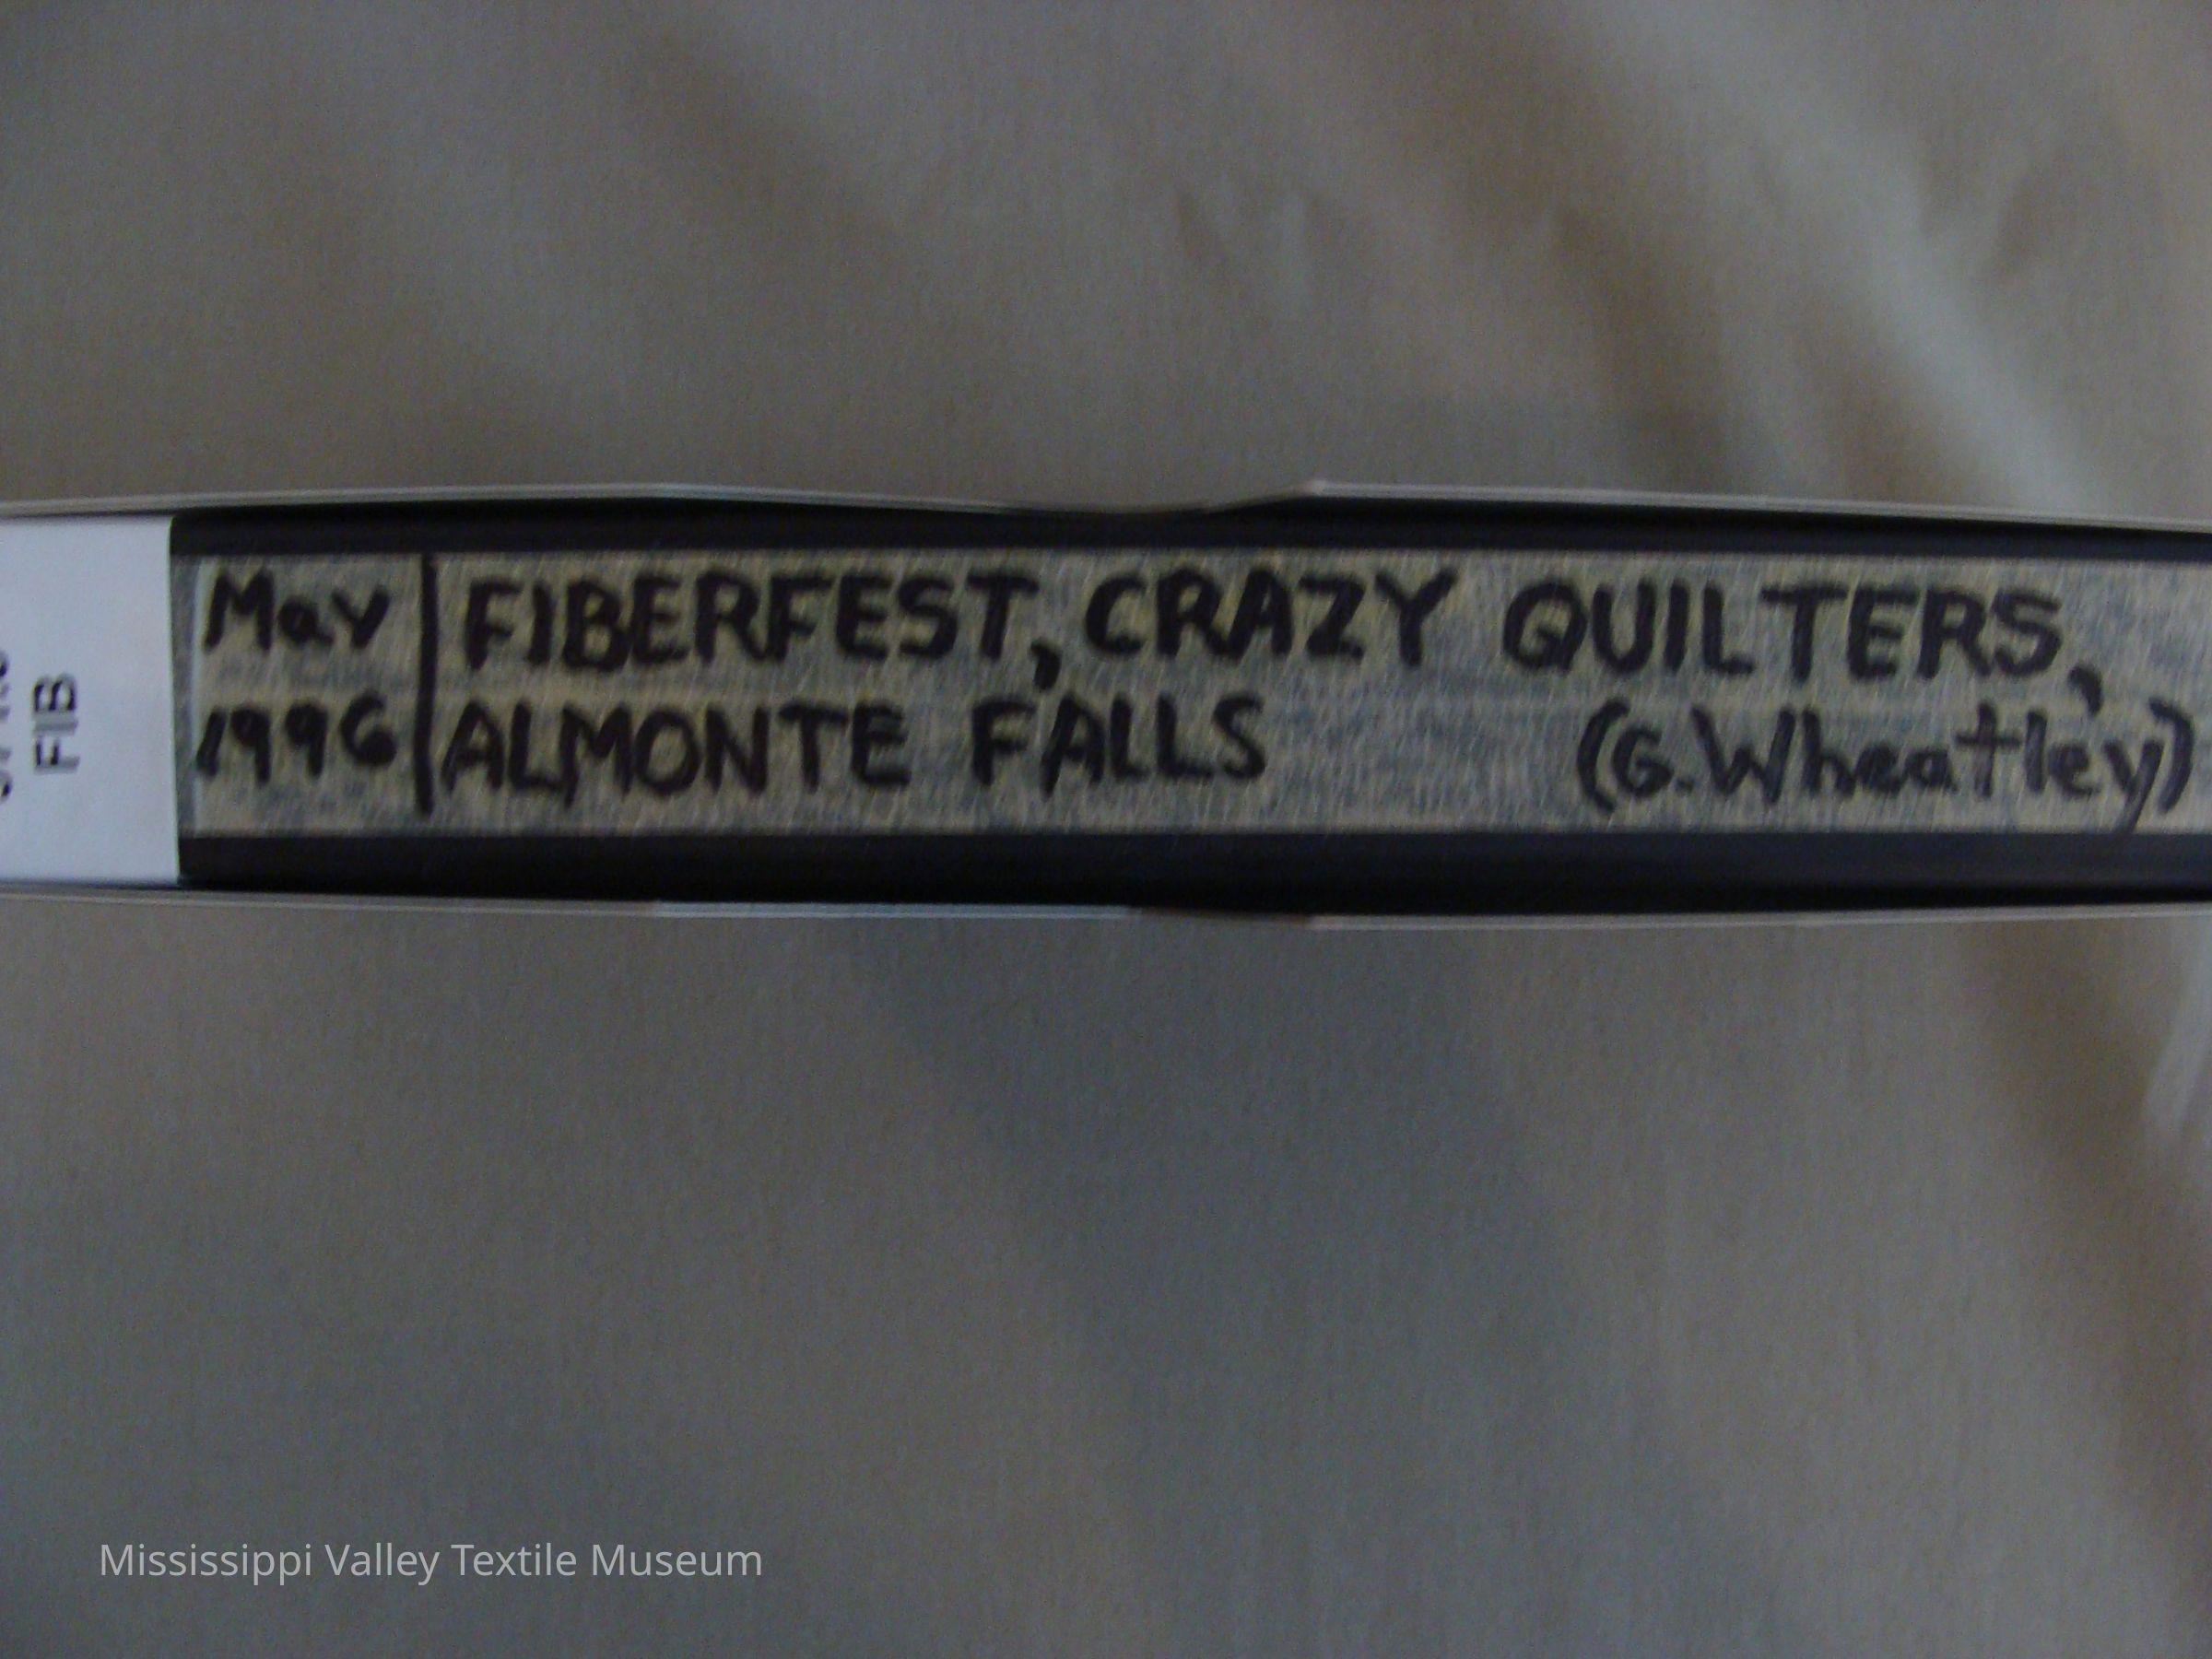 FIB
May
1996
FIBERFEST, CRAZY QUILTERS,
ALMONTE FALLS (G. Wheatley)
Mississippi Valley Textile Museum